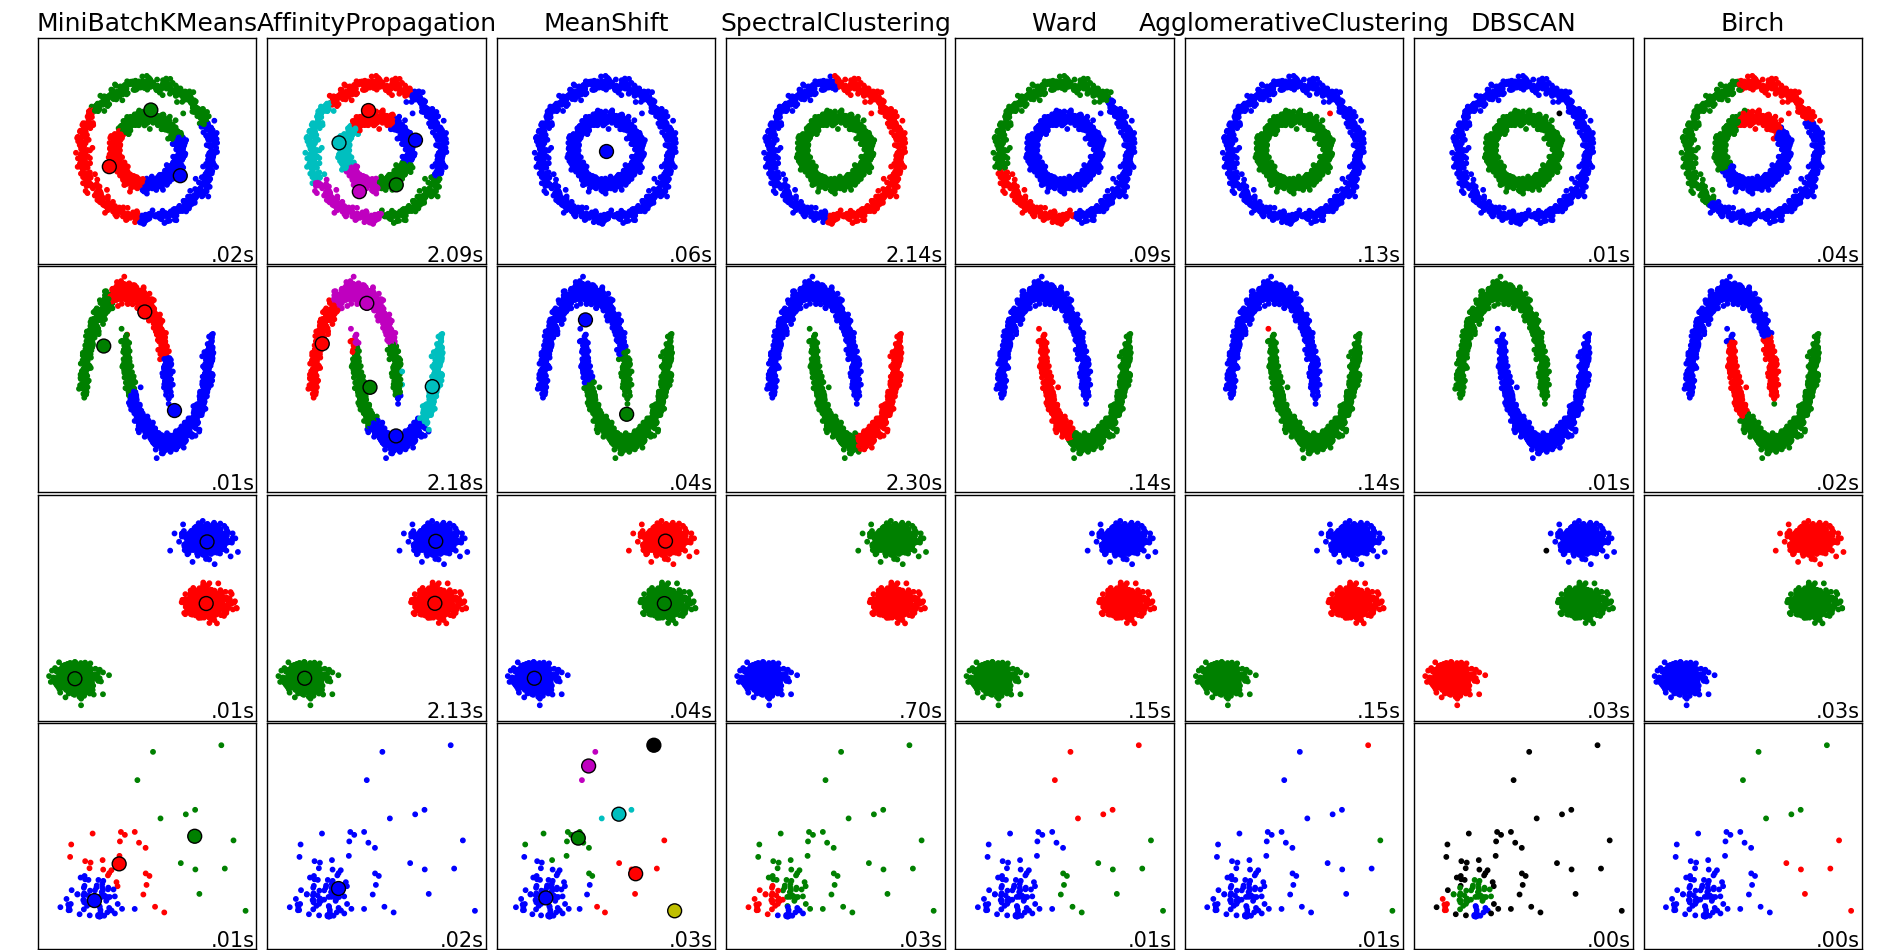 MiniBatchKMeans AffinityPropagation MeanShift SpectralClustering Ward AgglomerativeClustering DBSCAN Birch
.02s 2.09s .06s 2.14s .09s .13s .01s .04s
.01s 2.18s .04s 2.30s .14s .14s .01s .02s
.01s 2.13s .04s .70s .15s .15s .03s .03s
.01s .02s .03s .03s .01s .01s .00s .00s